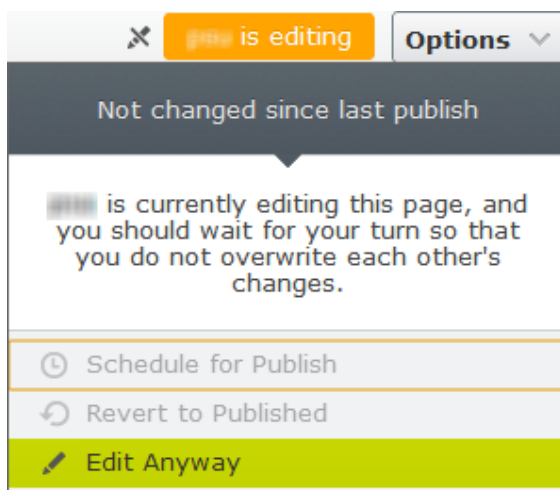 is editing
Options
Not changed since last publish
is currently editing this page, and
you should wait for your turn so that
you do not overwrite each other's
changes.
Schedule for Publish
Revert to Published
Edit Anyway